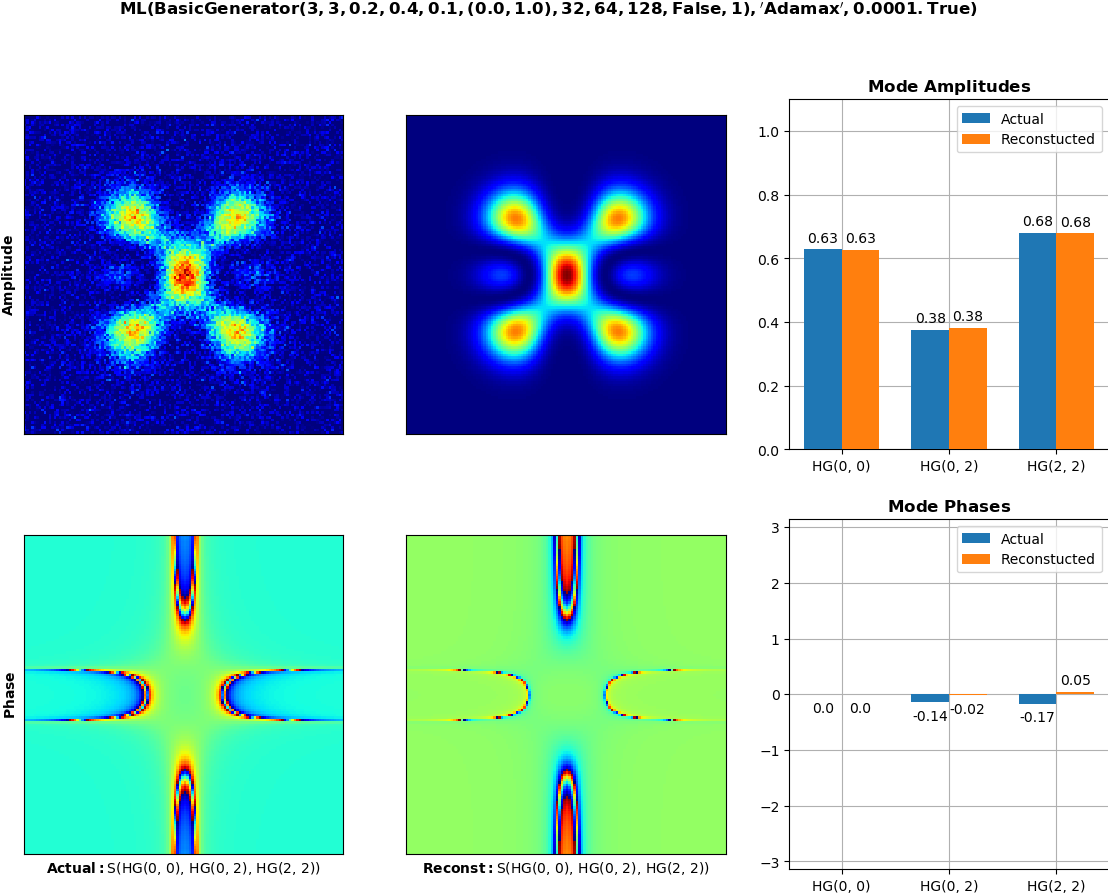 ML(BasicGenerator(3, 3, 0.2, 0.4, 0.1, (0.0, 1.0), 32, 64, 128, False, 1), ′Adamax′, 0.0001. True)
Amplitude
Mode Amplitudes
Actual
Reconstucted
1.0
0.8
0.6
0.4
0.2
0.0
0.63 0.63
0.38 0.38
0.68 0.68
HG(0, 0) HG(0, 2) HG(2, 2)
Phase
Actual: S(HG(0, 0), HG(0, 2), HG(2, 2))
Reconst: S(HG(0, 0), HG(0, 2), HG(2, 2))
Mode Phases
Actual
Reconstucted
3
2
1
0
−1
−2
−3
0.0 0.0
-0.14 -0.02
-0.17 0.05
HG(0, 0) HG(0, 2) HG(2, 2)